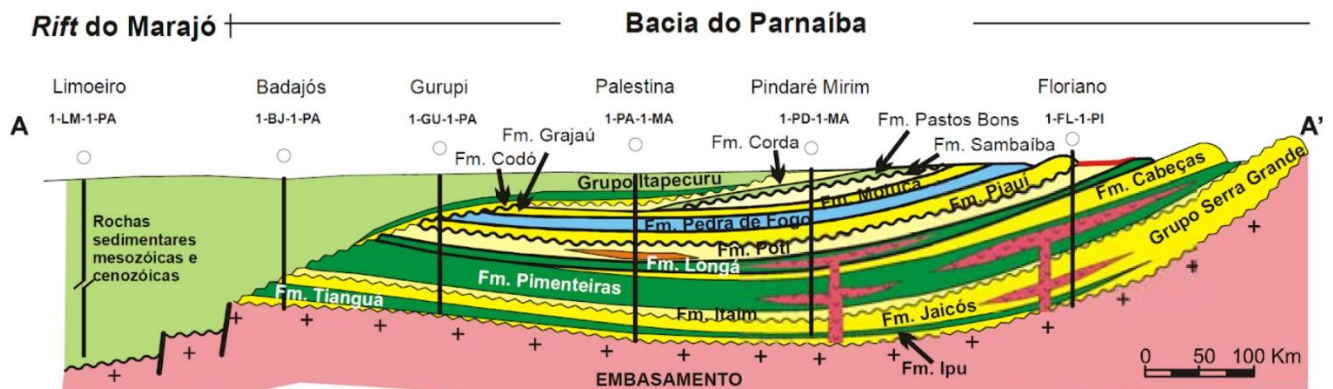 Rift do Marajó
Bacia do Parnaíba
Limoeiro
Badajós
Gurupi
Palestina
Pindaré Mirim
Floriano
A
1-LM-1-PA
1-BJ-1-PA
1-GU-1-PA
1-PA-1-MA
1-PD-1-MA
1-FL-1-PI
A'
Fm. Grajaú
Fm. Codó
Fm. Corda
Fm. Pastos Bons
Fm. Sambaíba
Grupo Itapecuru
Fm. Motuca
Fm. Piauí
Fm. Cabeças
Grupo Serra Grande
Fm. Pedra de Fogo
Fm. Poti
Fm. Longá
Rochas
sedimentares
mesozóicas e
cenozóicas
Fm. Pimenteiras
Fm. Tianguá
Fm. Itaim
Fm. Jaicós
Fm. Ipu
EMBASAMENTO
0 50 100 Km